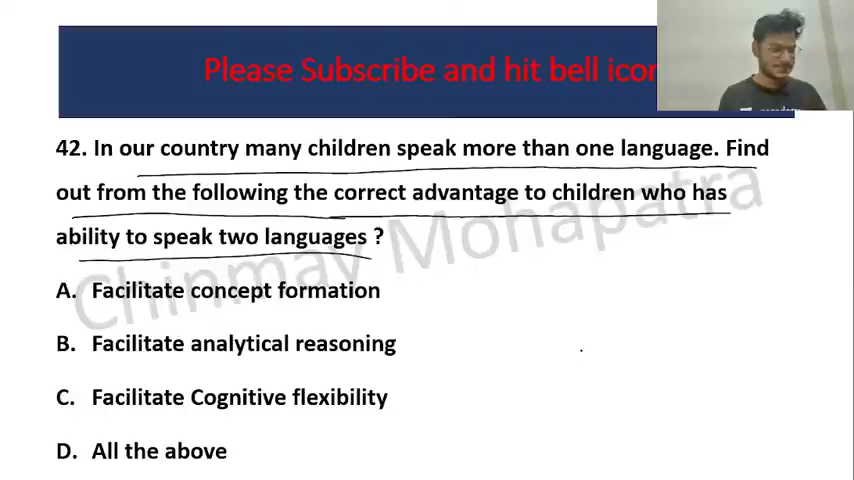 Please Subscribe and hit bell icon
42. In our country many children speak more than one language. Find
out from the following the correct advantage to children who has
ability to speak two languages ?
Chinmay Mohapatra
A. Facilitate concept formation
B. Facilitate analytical reasoning
C. Facilitate Cognitive flexibility
D. All the above